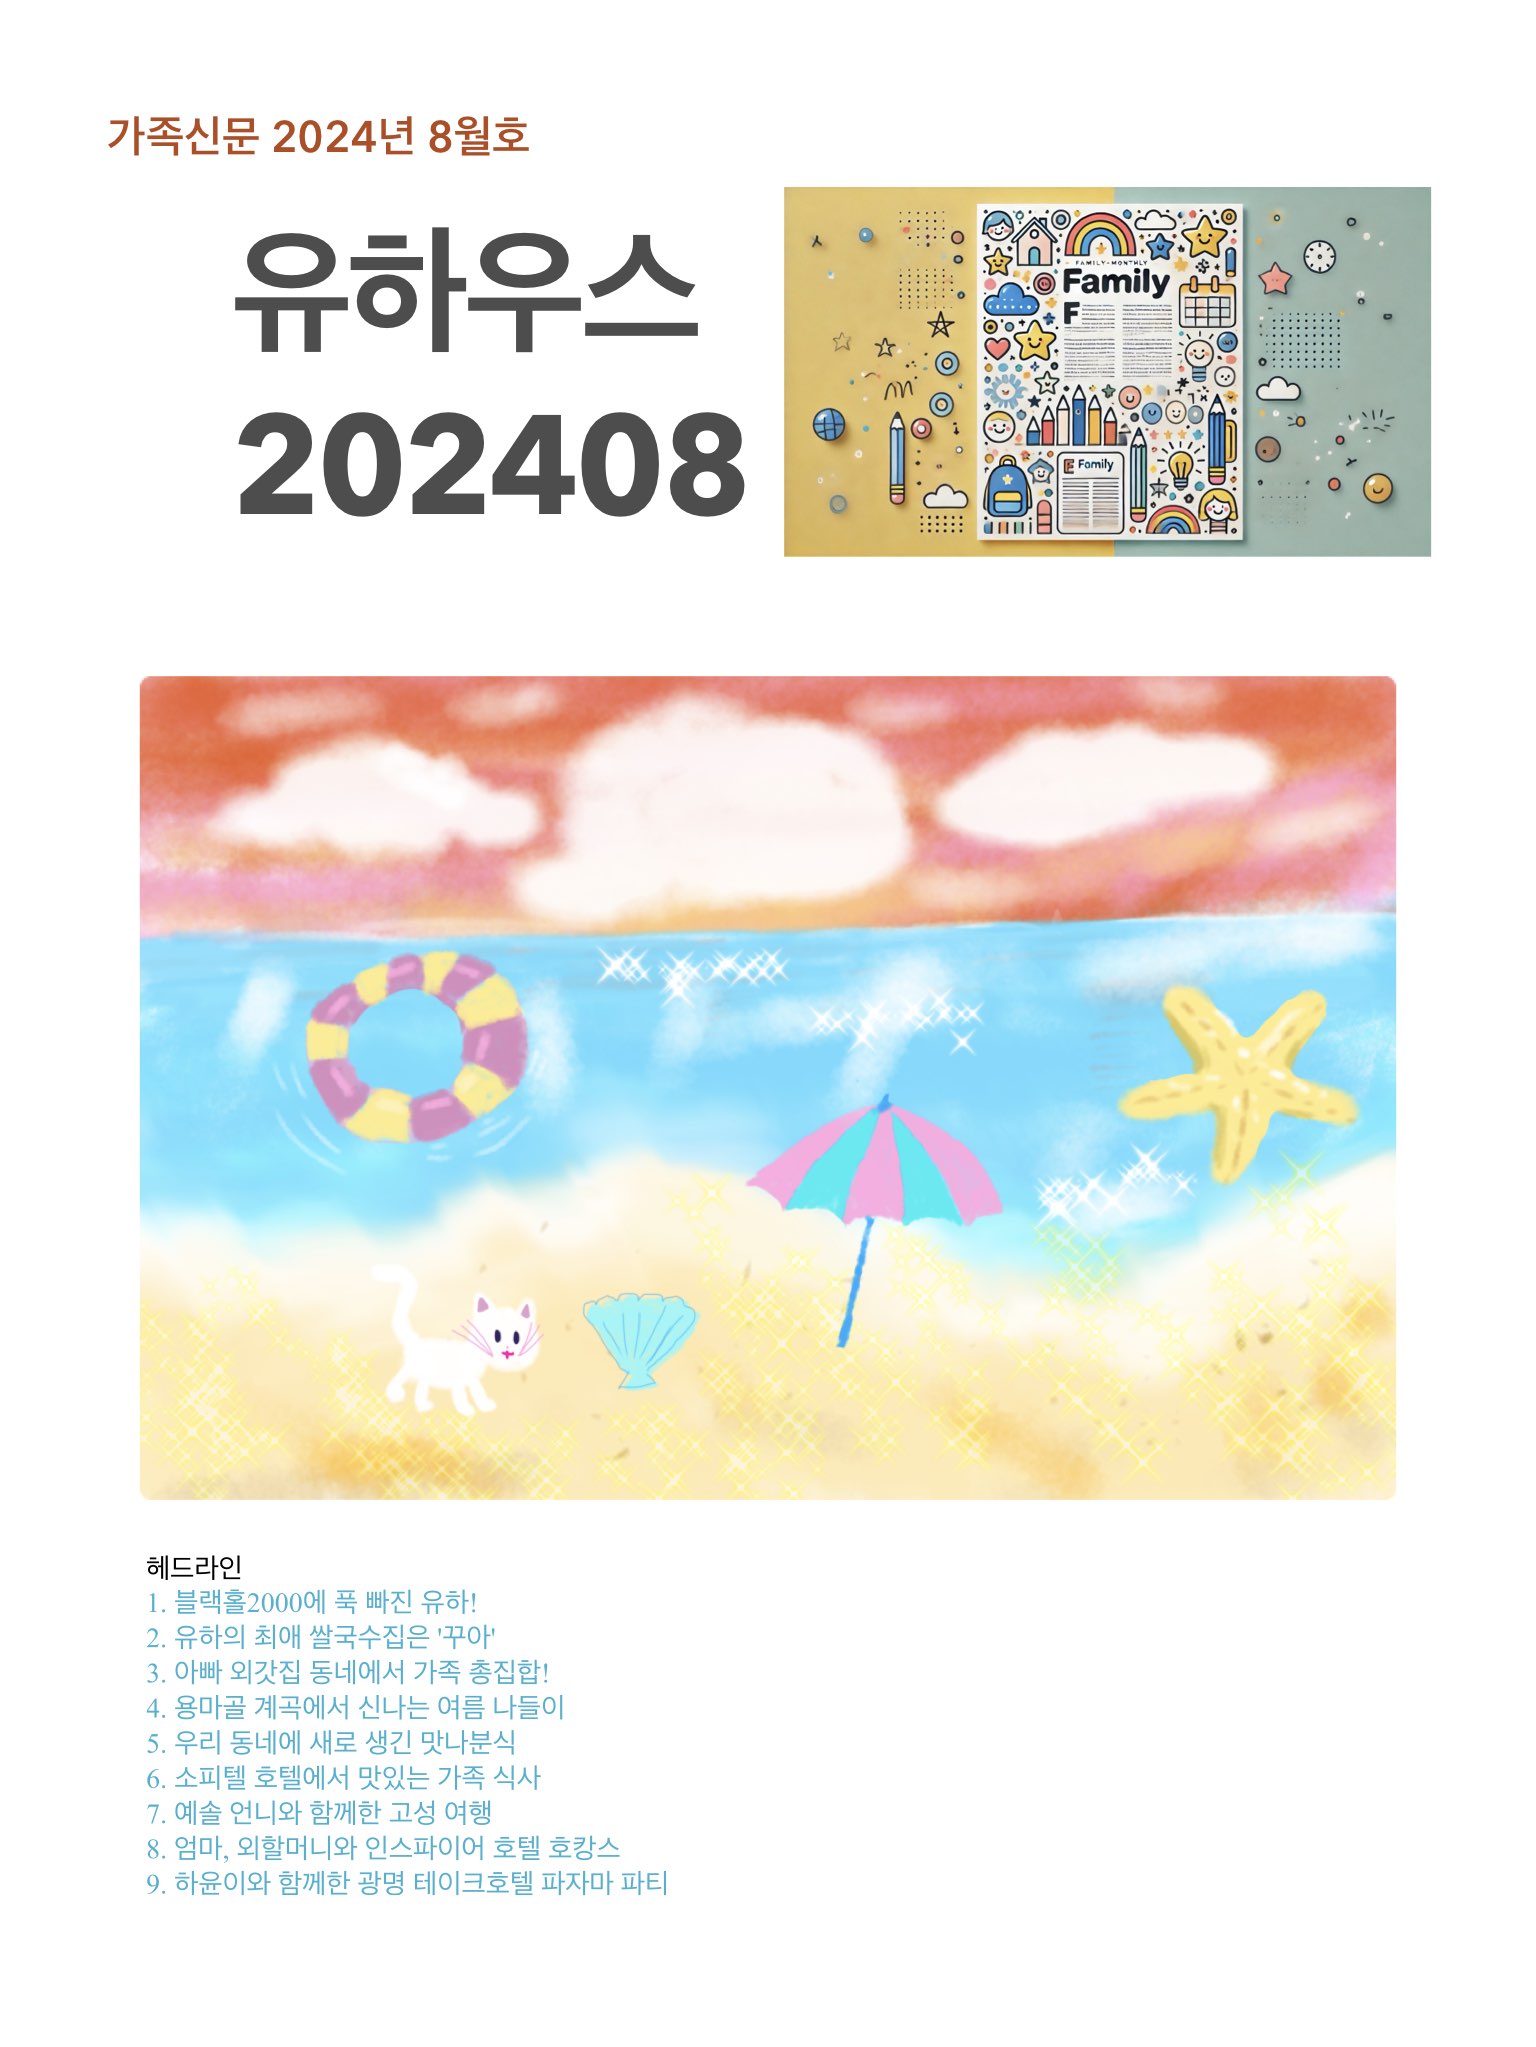 가족신문 2024년 8월호
유하우스
202408
FAMILY-MONTHLY
Family
F
Family
헤드라인
1. 블랙홀2000에 푹 빠진 유하!
2. 유하의 최애 쌀국수집은 '꾸아'
3. 아빠 외갓집 동네에서 가족 총집합!
4. 용마골 계곡에서 신나는 여름 나들이
5. 우리 동네에 새로 생긴 맛나분식
6. 소피텔 호텔에서 맛있는 가족 식사
7. 예솔 언니와 함께한 고성 여행
8. 엄마, 외할머니와 인스파이어 호텔 호캉스
9. 하윤이와 함께한 광명 테이크호텔 파자마 파티